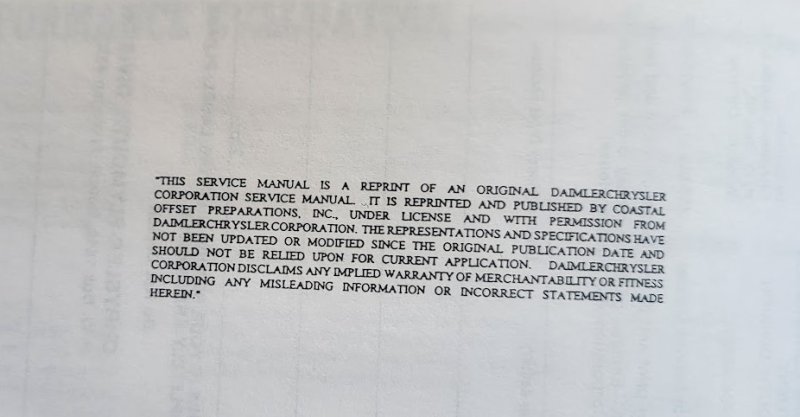 "THIS SERVICE MANUAL IS A REPRINT OF AN ORIGINAL DAIMLERCHRYSLER
CORPORATION SERVICE MANUAL. IT IS REPRINTED AND PUBLISHED BY COASTAL
OFFSET PREPARATIONS, INC., UNDER LICENSE AND WITH PERMISSION FROM
DAIMLERCHRYSLER CORPORATION. THE REPRESENTATIONS AND SPECIFICATIONS HAVE
NOT BEEN UPDATED OR MODIFIED SINCE THE ORIGINAL PUBLICATION DATE AND
SHOULD NOT BE RELIED UPON FOR CURRENT APPLICATION. DAIMLERCHRYSLER
CORPORATION DISCLAIMS ANY IMPLIED WARRANTY OF MERCHANTABILITY OR FITNESS
INCLUDING ANY MISLEADING INFORMATION OR INCORRECT STATEMENTS MADE
HEREIN."